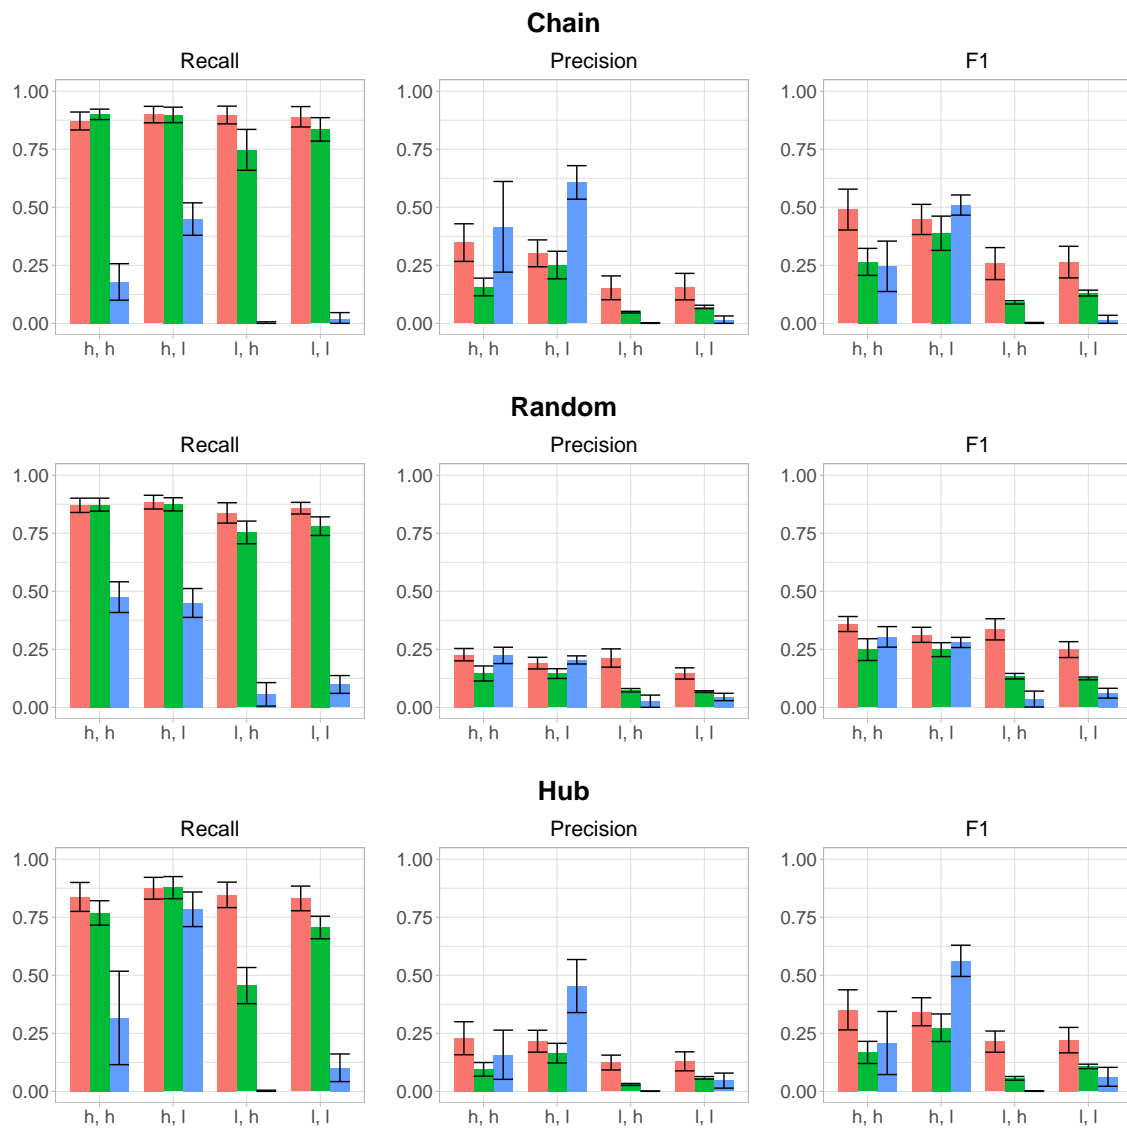 Chain
Recall Precision F1
1.00 1.00 1.00
0.75 0.75 0.75
0.50 0.50 0.50
0.25 0.25 0.25
0.00 0.00 0.00
h, h h, l l, h l, l h, h h, l l, h l, l h, h h, l l, h l, l
Random
Recall Precision F1
1.00 1.00 1.00
0.75 0.75 0.75
0.50 0.50 0.50
0.25 0.25 0.25
0.00 0.00 0.00
h, h h, l l, h l, l h, h h, l l, h l, l h, h h, l l, h l, l
Hub
Recall Precision F1
1.00 1.00 1.00
0.75 0.75 0.75
0.50 0.50 0.50
0.25 0.25 0.25
0.00 0.00 0.00
h, h h, l l, h l, l h, h h, l l, h l, l h, h h, l l, h l, l